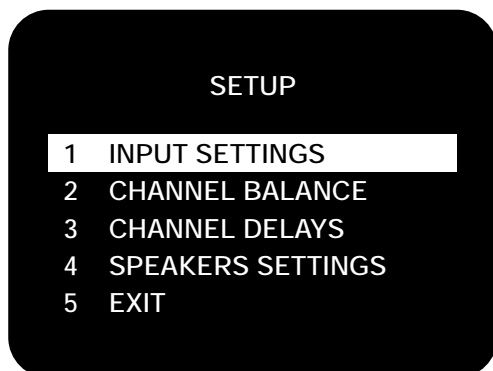 SETUP
1 INPUT SETTINGS
2 CHANNEL BALANCE
3 CHANNEL DELAYS
4 SPEAKERS SETTINGS
5 EXIT